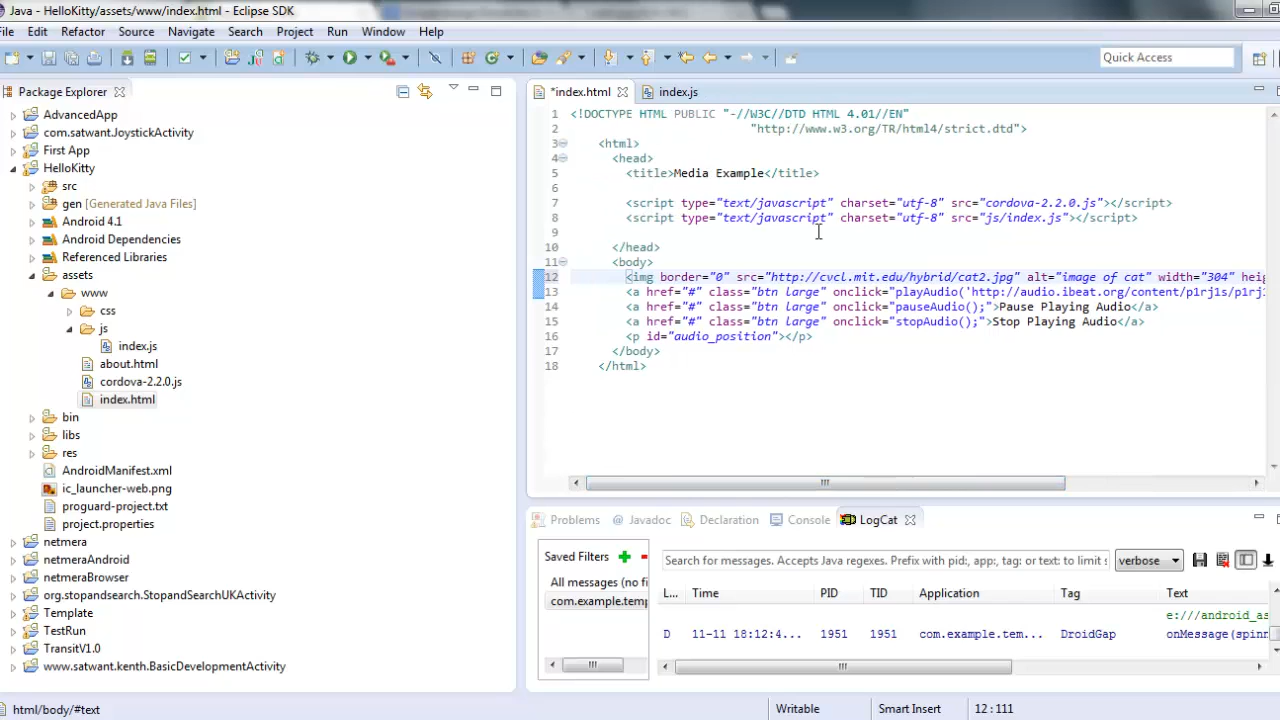 Java - HelloKitty/assets/www/index.html - Eclipse SDK
File Edit Refactor Source Navigate Search Project Run Window Help
Quick Access
Package Explorer
AdvancedApp
com.satwant.JoystickActivity
First App
HelloKitty
src
gen [Generated Java Files]
Android 4.1
Android Dependencies
Referenced Libraries
assets
www
css
js
index.js
about.html
cordova-2.2.0.js
index.html
bin
libs
res
AndroidManifest.xml
ic_launcher-web.png
proguard-project.txt
project.properties
netmera
netmeraAndroid
netmeraBrowser
org.stopandsearch.StopandSearchUKActivity
Template
TestRun
TransitV1.0
www.satwant.kenth.BasicDevelopmentActivity
*index.html index.js
1 <!DOCTYPE HTML PUBLIC "-//W3C//DTD HTML 4.01//EN"
2 "http://www.w3.org/TR/html4/strict.dtd">
3 <html>
4 <head>
5 <title>Media Example</title>
6
7 <script type="text/javascript" charset="utf-8" src="cordova-2.2.0.js"></script>
8 <script type="text/javascript" charset="utf-8" src="js/index.js"></script>
9
10 </head>
11 <body>
12 <img border="0" src="http://cvcl.mit.edu/hybrid/cat2.jpg" alt="image of cat" width="304" heig
13 <a href="#" class="btn large" onclick="playAudio('http://audio.ibeat.org/content/p1rj1s/p1rj1
14 <a href="#" class="btn large" onclick="pauseAudio();">Pause Playing Audio</a>
15 <a href="#" class="btn large" onclick="stopAudio();">Stop Playing Audio</a>
16 <p id="audio_position"></p>
17 </body>
18 </html>
Problems @ Javadoc Declaration Console LogCat
Saved Filters
All messages (no fi
com.example.temp
Search for messages. Accepts Java regexes. Prefix with pid:, app:, tag: or text: to limit s verbose
L... Time PID TID Application Tag Text
e:///android_as
D 11-11 18:12:4... 1951 1951 com.example.tem... DroidGap onMessage(spinn
html/body/#text Writable Smart Insert 12:111